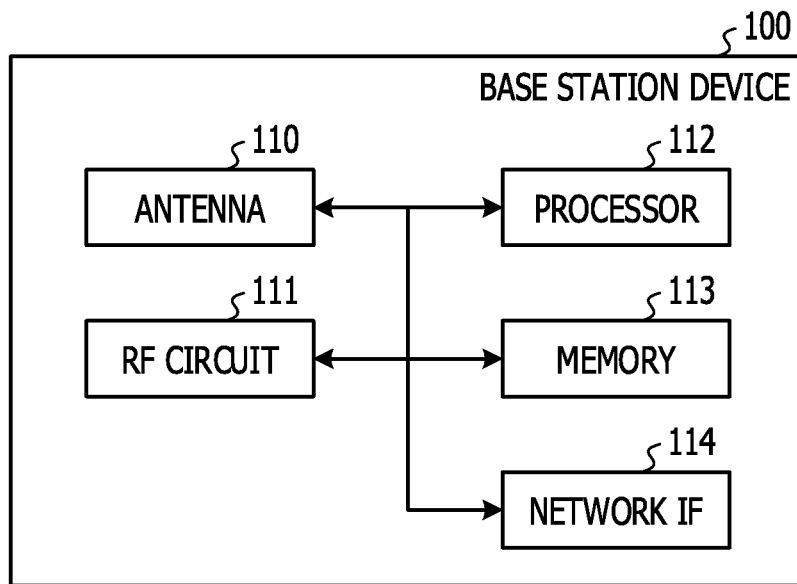 100
BASE STATION DEVICE
110
ANTENNA
112
PROCESSOR
111
RF CIRCUIT
113
MEMORY
114
NETWORK IF